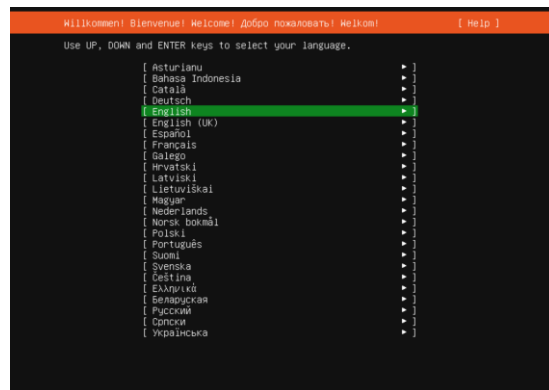 Willkommen! Bienvenue! Welcome! Добро пожаловать! Welkom! [ Help ]
Use UP, DOWN and ENTER keys to select your language.
[ Asturianu ► ]
[ Bahasa Indonesia ► ]
[ Català ► ]
[ Deutsch ► ]
[ English ► ]
[ English (UK) ► ]
[ Español ► ]
[ Français ► ]
[ Galego ► ]
[ Hrvatski ► ]
[ Latviski ► ]
[ Lietuviškai ► ]
[ Magyar ► ]
[ Nederlands ► ]
[ Norsk bokmål ► ]
[ Polski ► ]
[ Português ► ]
[ Suomi ► ]
[ Svenska ► ]
[ Čeština ► ]
[ Ελληνικά ► ]
[ Беларуская ► ]
[ Русский ► ]
[ Српски ► ]
[ Українська ► ]